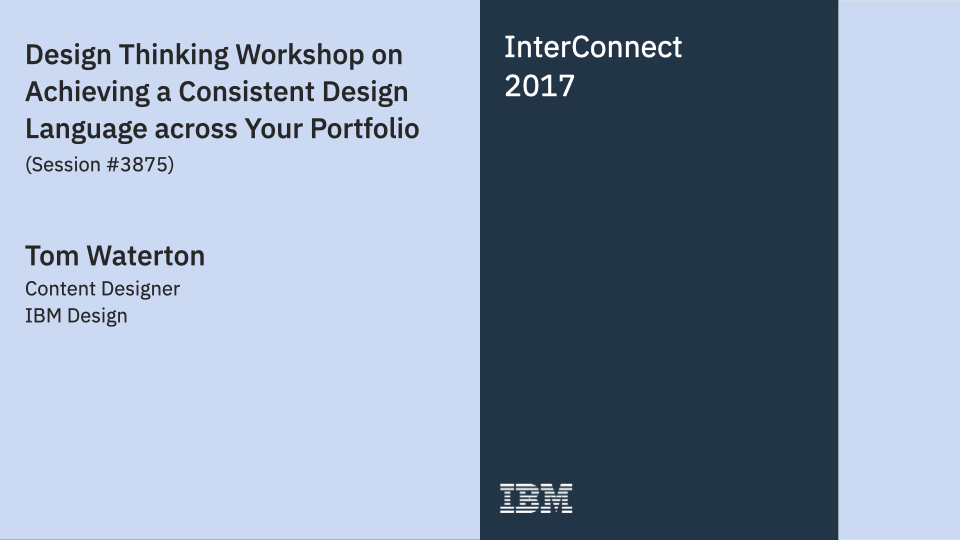 Design Thinking Workshop on
Achieving a Consistent Design
Language across Your Portfolio
(Session #3875)
Tom Waterton
Content Designer
IBM Design
InterConnect
2017
IBM